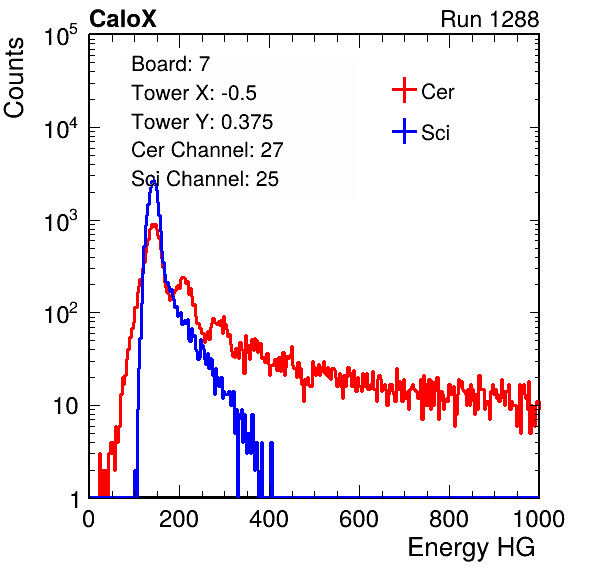 CaloX Run 1288
Counts
Board: 7
Tower X: -0.5
Tower Y: 0.375
Cer Channel: 27
Sci Channel: 25
Cer
Sci
10^5
10^4
10^3
10^2
10
1
0 200 400 600 800 1000
Energy HG